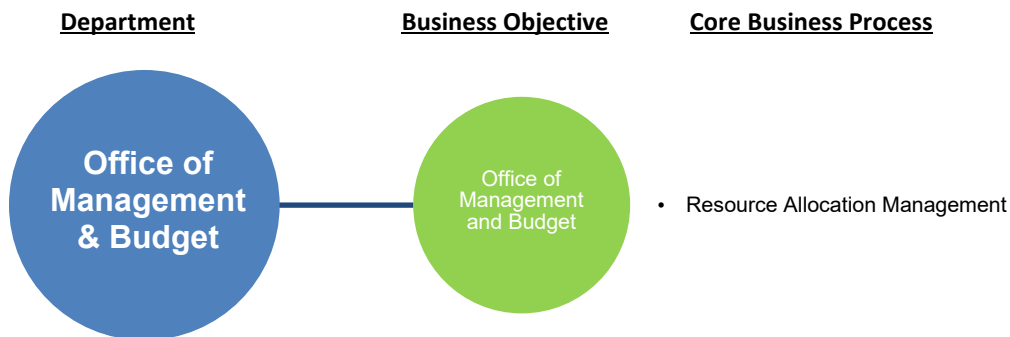 Department
Business Objective
Core Business Process
Office of
Management
& Budget
Office of
Management
and Budget
• Resource Allocation Management